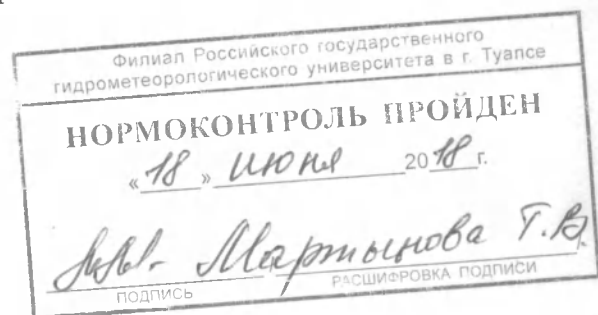 Филиал Российского государственного
гидрометеорологического университета в г. Туапсе
НОРМОКОНТРОЛЬ ПРОЙДЕН
«18» июня 2018 г.
Мартынова Т.В.
ПОДПИСЬ РАСШИФРОВКА ПОДПИСИ